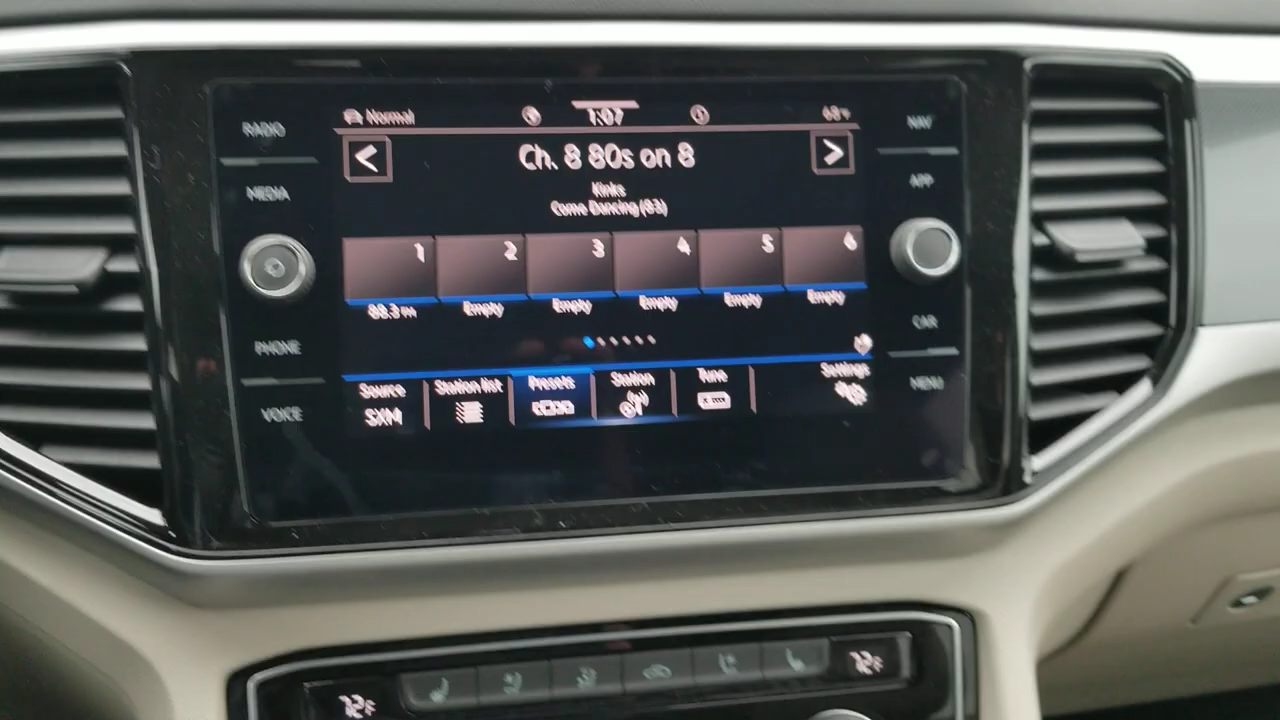 RADIO
MEDIA
PHONE
VOICE
Normal 1:07 68°F
< Ch. 8 80s on 8 >
Kinks
Come Dancing (83)
1 2 3 4 5 6
88.3 FM Empty Empty Empty Empty Empty
Source Station list Presets Station Tune Settings
SXM
NAV
APP
CAR
MENU
72°F 72°F